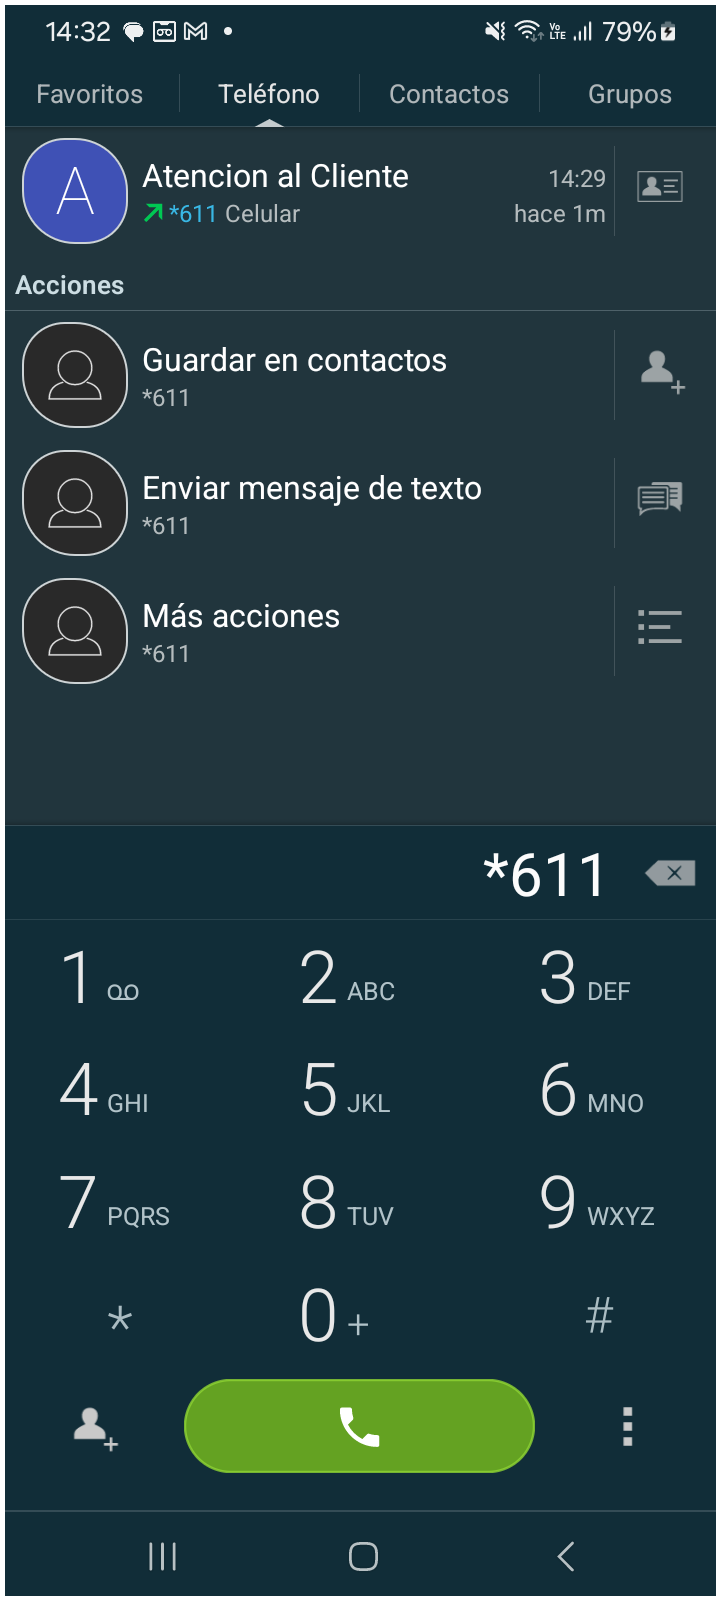 14:32 Vo LTE 79%
Favoritos Teléfono Contactos Grupos
A Atencion al Cliente 14:29
*611 Celular hace 1m
Acciones
Guardar en contactos
*611
Enviar mensaje de texto
*611
Más acciones
*611
*611
1 2 ABC 3 DEF
4 GHI 5 JKL 6 MNO
7 PQRS 8 TUV 9 WXYZ
* 0 + #